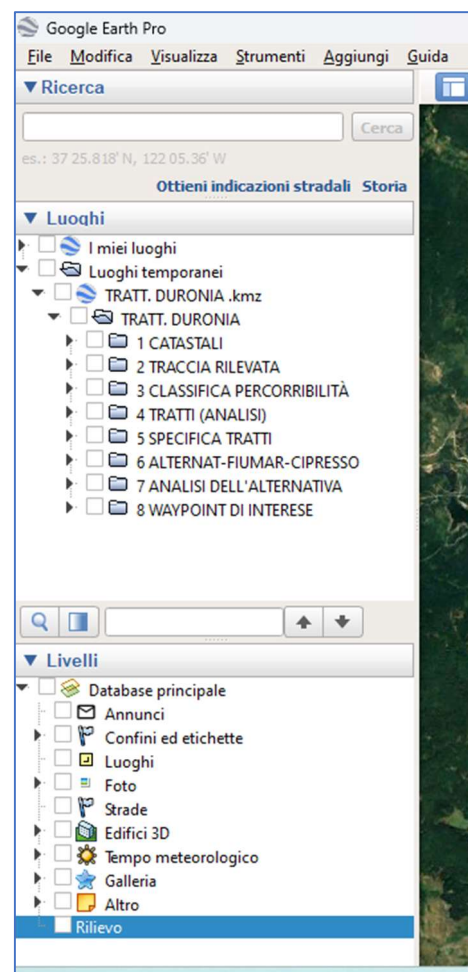 Google Earth Pro
File Modifica Visualizza Strumenti Aggiungi Guida
Ricerca
Cerca
es.: 37 25.818' N, 122 05.36' W
Ottieni indicazioni stradali Storia
Luoghi
I miei luoghi
Luoghi temporanei
TRATT. DURONIA .kmz
TRATT. DURONIA
1 CATASTALI
2 TRACCIA RILEVATA
3 CLASSIFICA PERCORRIBILITÀ
4 TRATTI (ANALISI)
5 SPECIFICA TRATTI
6 ALTERNAT-FIUMAR-CIPRESSO
7 ANALISI DELL'ALTERNATIVA
8 WAYPOINT DI INTERESE
Livelli
Database principale
Annunci
Confini ed etichette
Luoghi
Foto
Strade
Edifici 3D
Tempo meteorologico
Galleria
Altro
Rilievo